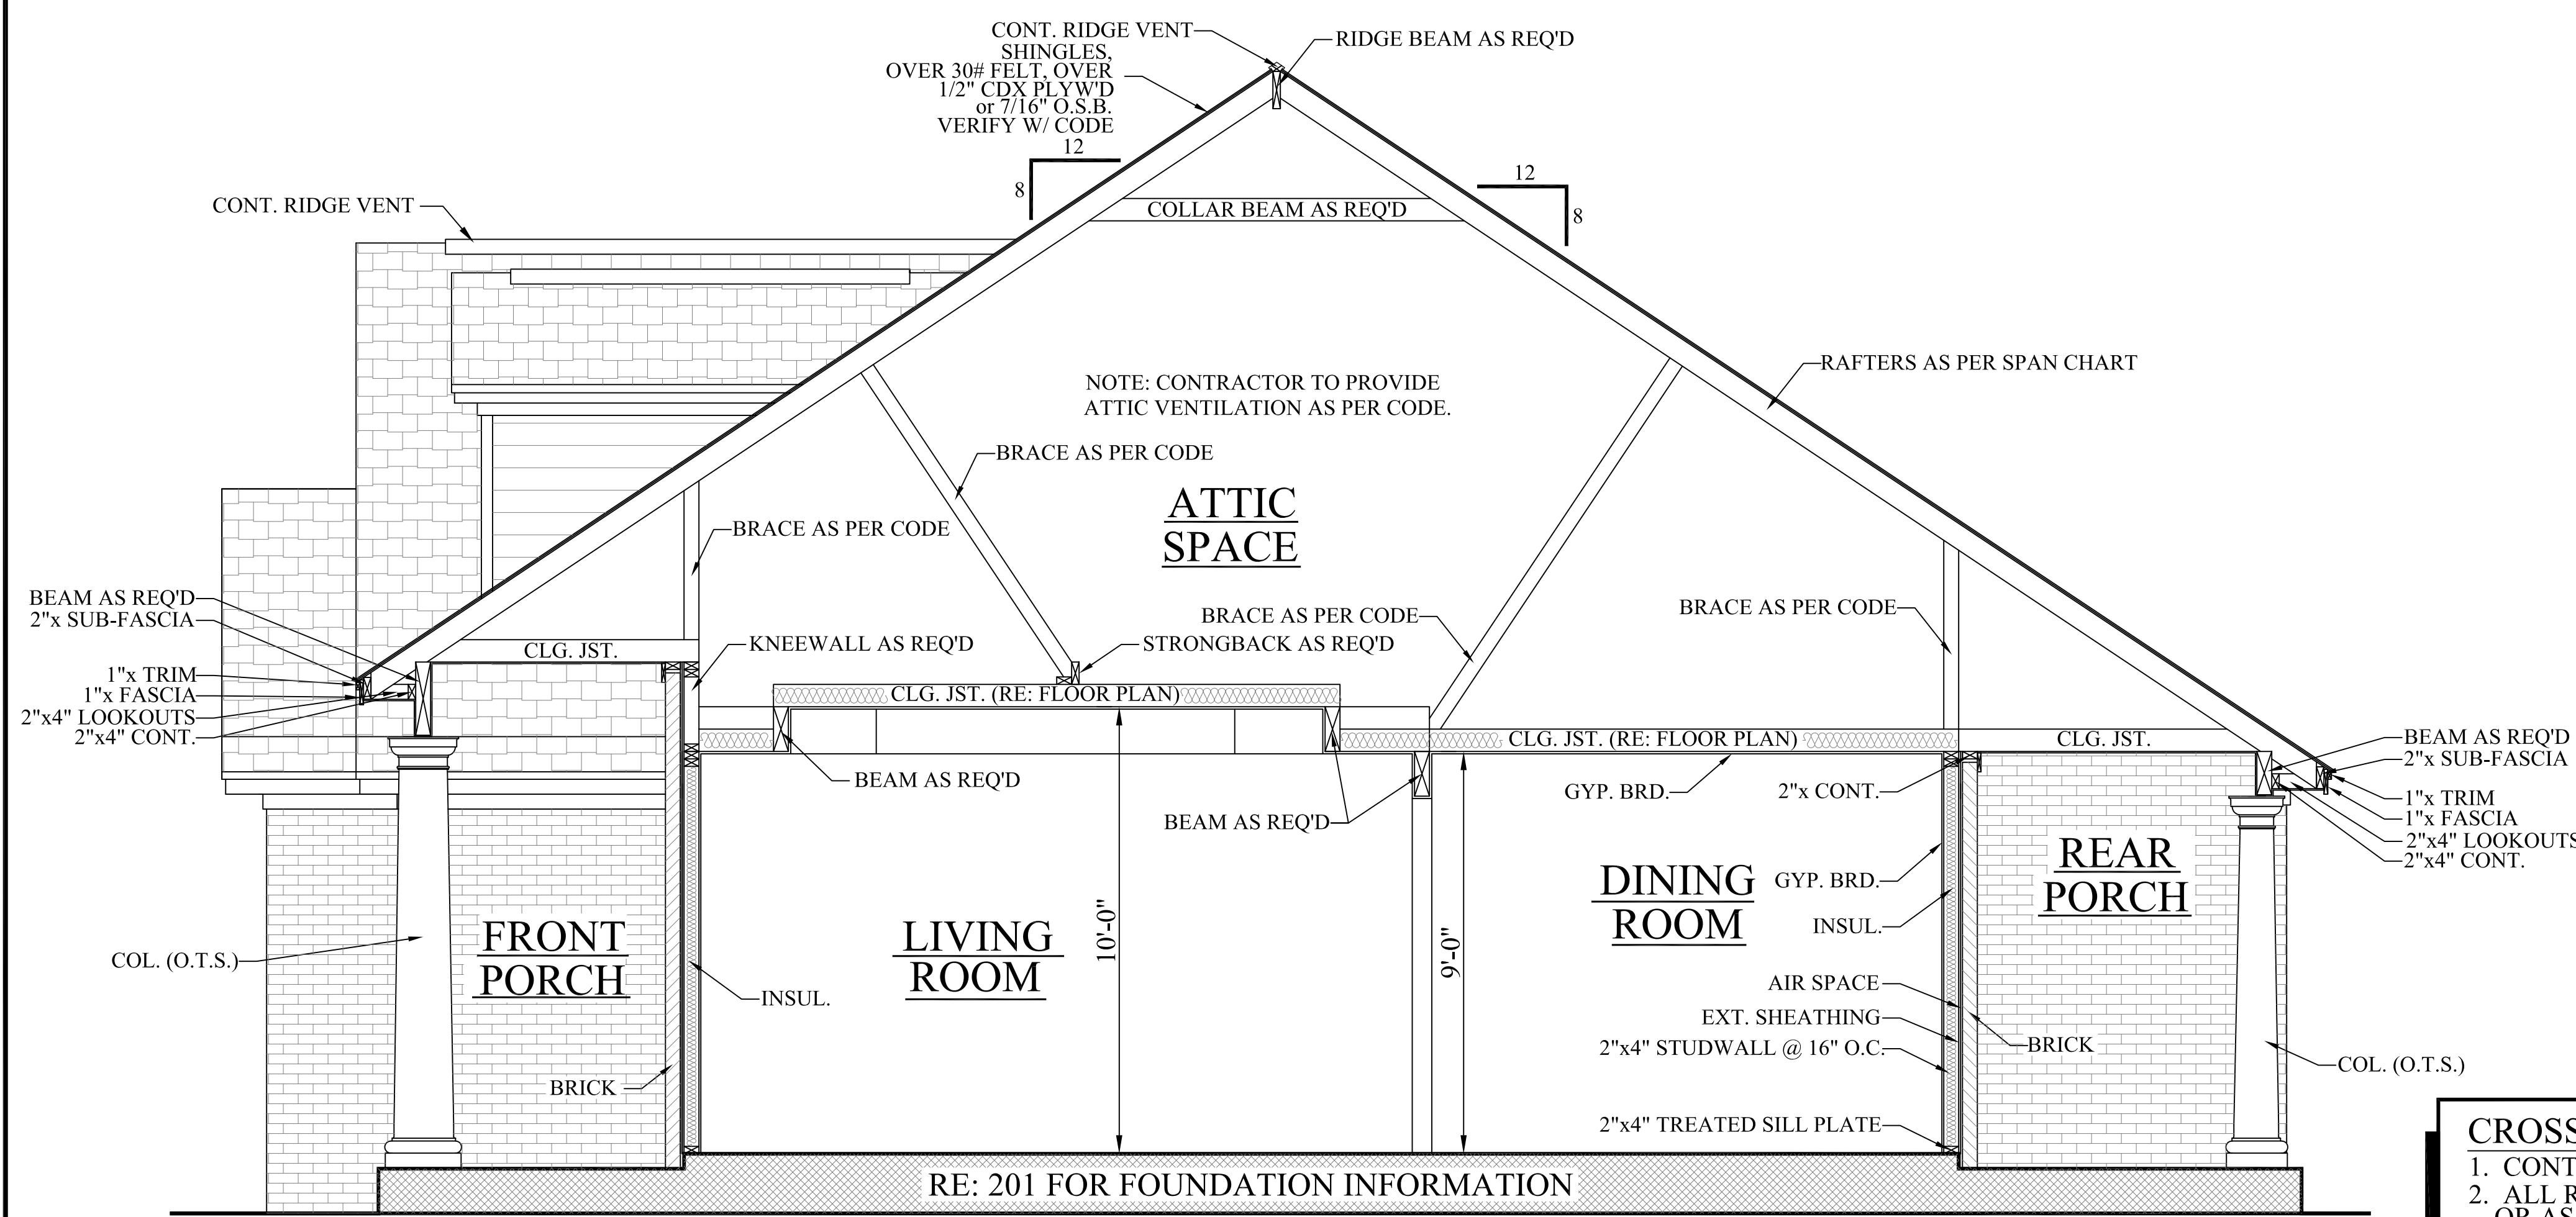 CONT. RIDGE VENT
SHINGLES,
OVER 30# FELT, OVER
1/2" CDX PLYW'D
or 7/16" O.S.B.
VERIFY W/ CODE
RIDGE BEAM AS REQ'D
12
8
12
8
CONT. RIDGE VENT
COLLAR BEAM AS REQ'D
RAFTERS AS PER SPAN CHART
NOTE: CONTRACTOR TO PROVIDE
ATTIC VENTILATION AS PER CODE.
BRACE AS PER CODE
ATTIC
SPACE
BRACE AS PER CODE
BEAM AS REQ'D
2"x SUB-FASCIA
1"x TRIM
1"x FASCIA
2"x4" LOOKOUTS
2"x4" CONT.
CLG. JST.
KNEEWALL AS REQ'D
BRACE AS PER CODE
STRONGBACK AS REQ'D
BRACE AS PER CODE
CLG. JST. (RE: FLOOR PLAN)
CLG. JST. (RE: FLOOR PLAN)
CLG. JST.
BEAM AS REQ'D
2"x SUB-FASCIA
1"x TRIM
1"x FASCIA
2"x4" LOOKOUTS
2"x4" CONT.
BEAM AS REQ'D
BEAM AS REQ'D
GYP. BRD.
2"x CONT.
COL. (O.T.S.)
FRONT
PORCH
LIVING
ROOM
10'-0"
9'-0"
DINING
ROOM
GYP. BRD.
INSUL.
REAR
PORCH
INSUL.
AIR SPACE
EXT. SHEATHING
2"x4" STUDWALL @ 16" O.C.
BRICK
BRICK
COL. (O.T.S.)
2"x4" TREATED SILL PLATE
RE: 201 FOR FOUNDATION INFORMATION
CROSS
1. CONT
2. ALL R
OR AS